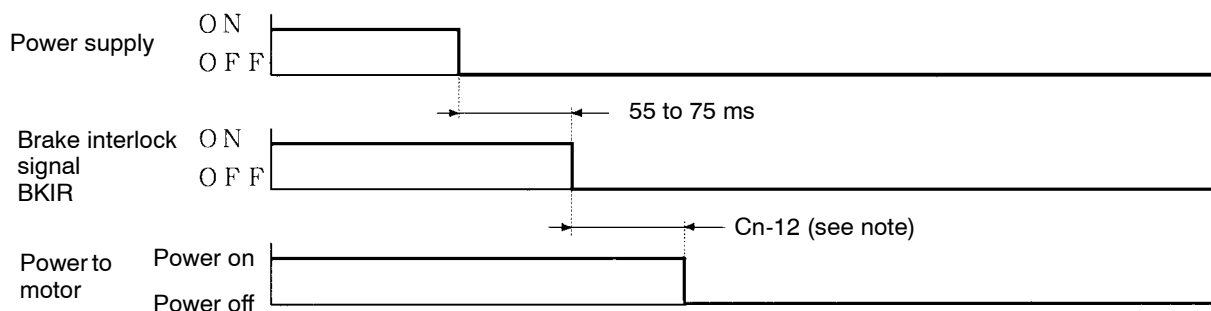 Power supply
ON
OFF
55 to 75 ms
Brake interlock
signal
BKIR
ON
OFF
Cn-12 (see note)
Power to
motor
Power on
Power off